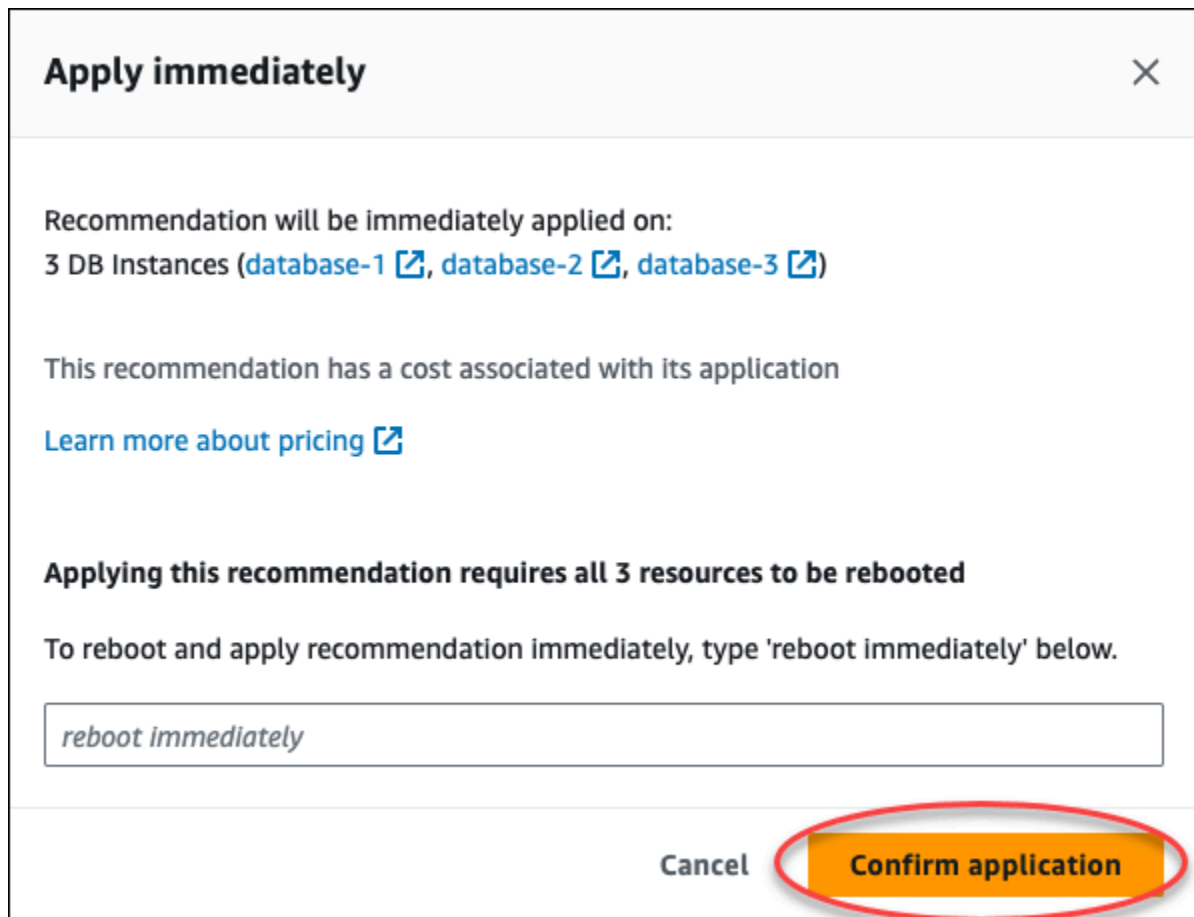 Apply immediately
Recommendation will be immediately applied on:
3 DB Instances (database-1, database-2, database-3)
This recommendation has a cost associated with its application
Learn more about pricing
Applying this recommendation requires all 3 resources to be rebooted
To reboot and apply recommendation immediately, type 'reboot immediately' below.
reboot immediately
Cancel Confirm application